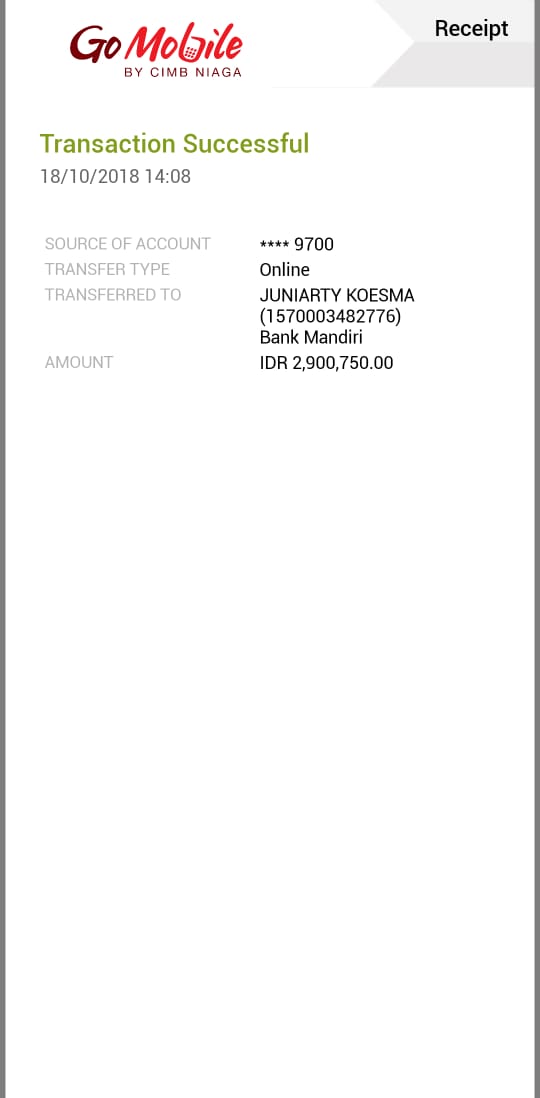 Go Mobile
BY CIMB NIAGA
Receipt
Transaction Successful
18/10/2018 14:08
SOURCE OF ACCOUNT **** 9700
TRANSFER TYPE Online
TRANSFERRED TO JUNIARTY KOESMA
(1570003482776)
Bank Mandiri
AMOUNT IDR 2,900,750.00